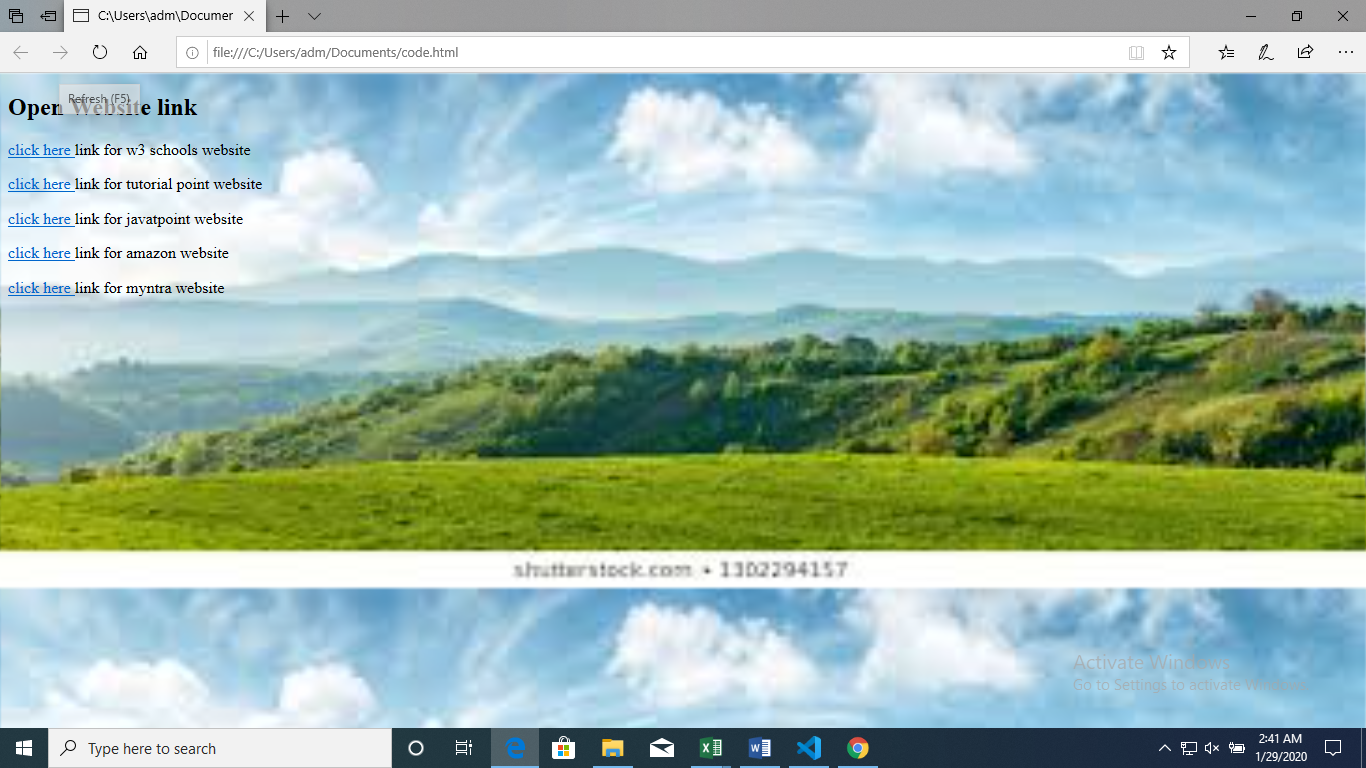 C:\Users\adm\Documer
file:///C:/Users/adm/Documents/code.html
Refresh (F5)
Open Website link
click here link for w3 schools website
click here link for tutorial point website
click here link for javatpoint website
click here link for amazon website
click here link for myntra website
shutterstock.com • 1302294157
Activate Windows
Go to Settings to activate Windows.
Type here to search
2:41 AM
1/29/2020